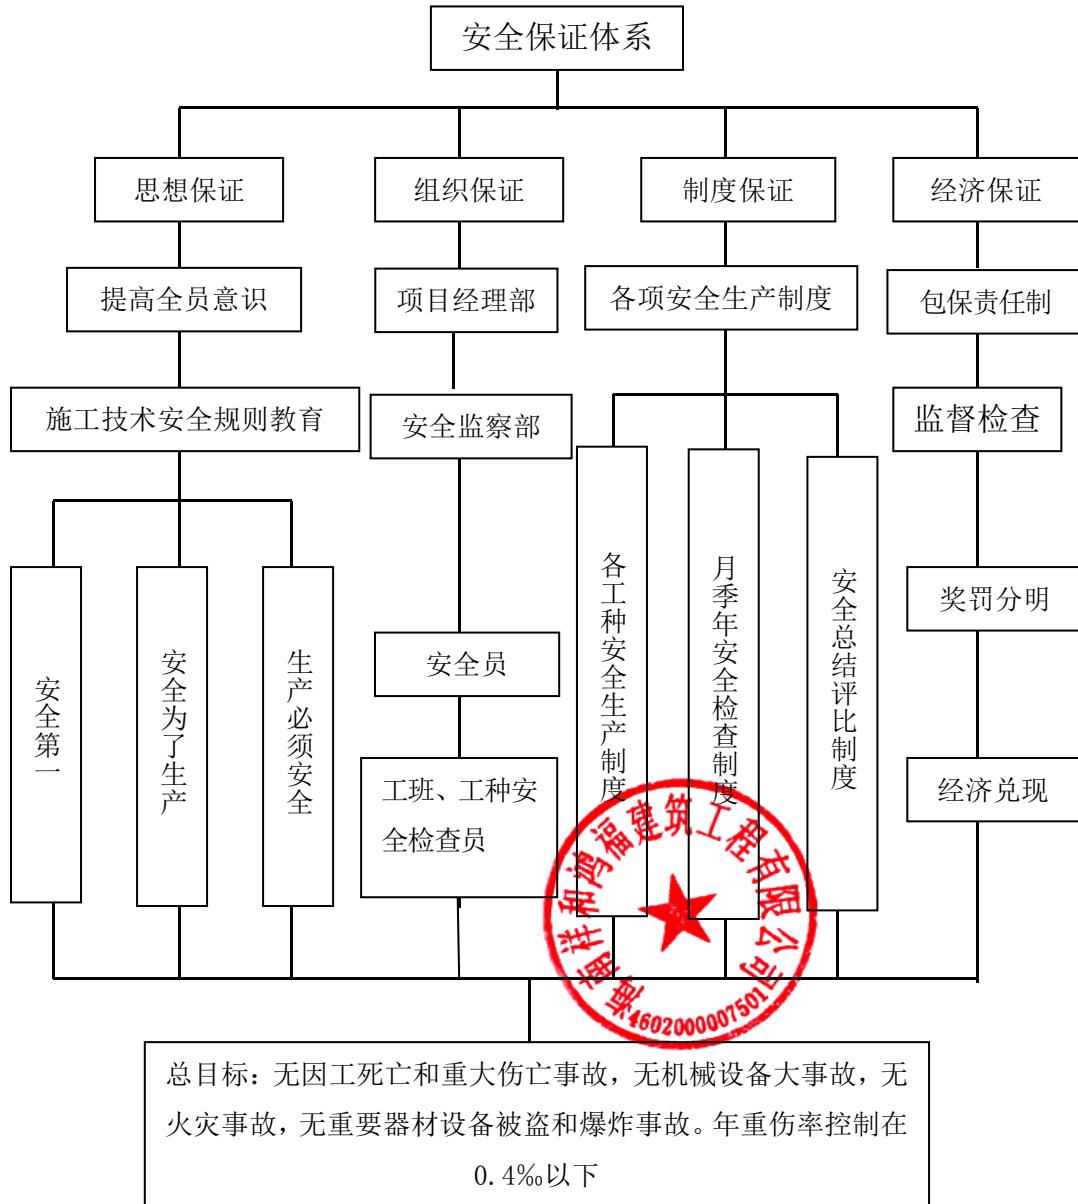 安全保证体系
思想保证
组织保证
制度保证
经济保证
提高全员意识
项目经理部
各项安全生产制度
包保责任制
施工技术安全规则教育
安全监察部
监督检查
安全第一
安全为了生产
生产必须安全
安全员
工班、工种安
全检查员
各工种安全生产制度
月季年安全检查制度
安全总结评比制度
奖罚分明
经济兑现
海南祥和鸿福建筑工程有限公司
4602000007501
总目标：无因工死亡和重大伤亡事故，无机械设备大事故，无
火灾事故，无重要器材设备被盗和爆炸事故。年重伤率控制在
0.4‰以下